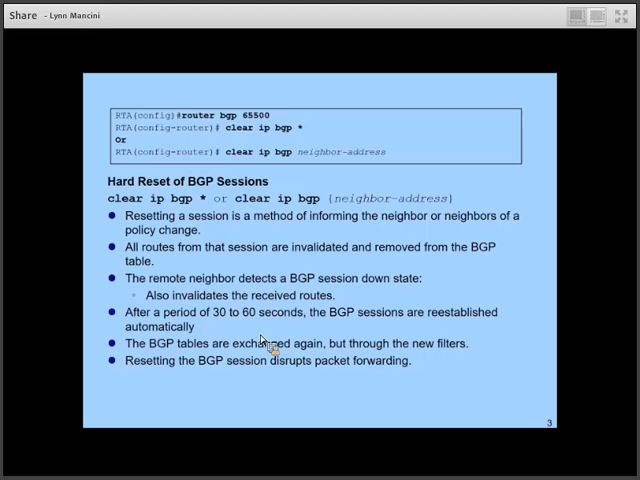 Share - Lynn Mancini
RTA(config)#router bgp 65500
RTA(config-router)# clear ip bgp *
Or
RTA(config-router)# clear ip bgp neighbor-address
Hard Reset of BGP Sessions
clear ip bgp * or clear ip bgp {neighbor-address}
Resetting a session is a method of informing the neighbor or neighbors of a
policy change.
All routes from that session are invalidated and removed from the BGP
table.
The remote neighbor detects a BGP session down state:
Also invalidates the received routes.
After a period of 30 to 60 seconds, the BGP sessions are reestablished
automatically
The BGP tables are exchanged again, but through the new filters.
Resetting the BGP session disrupts packet forwarding.
3